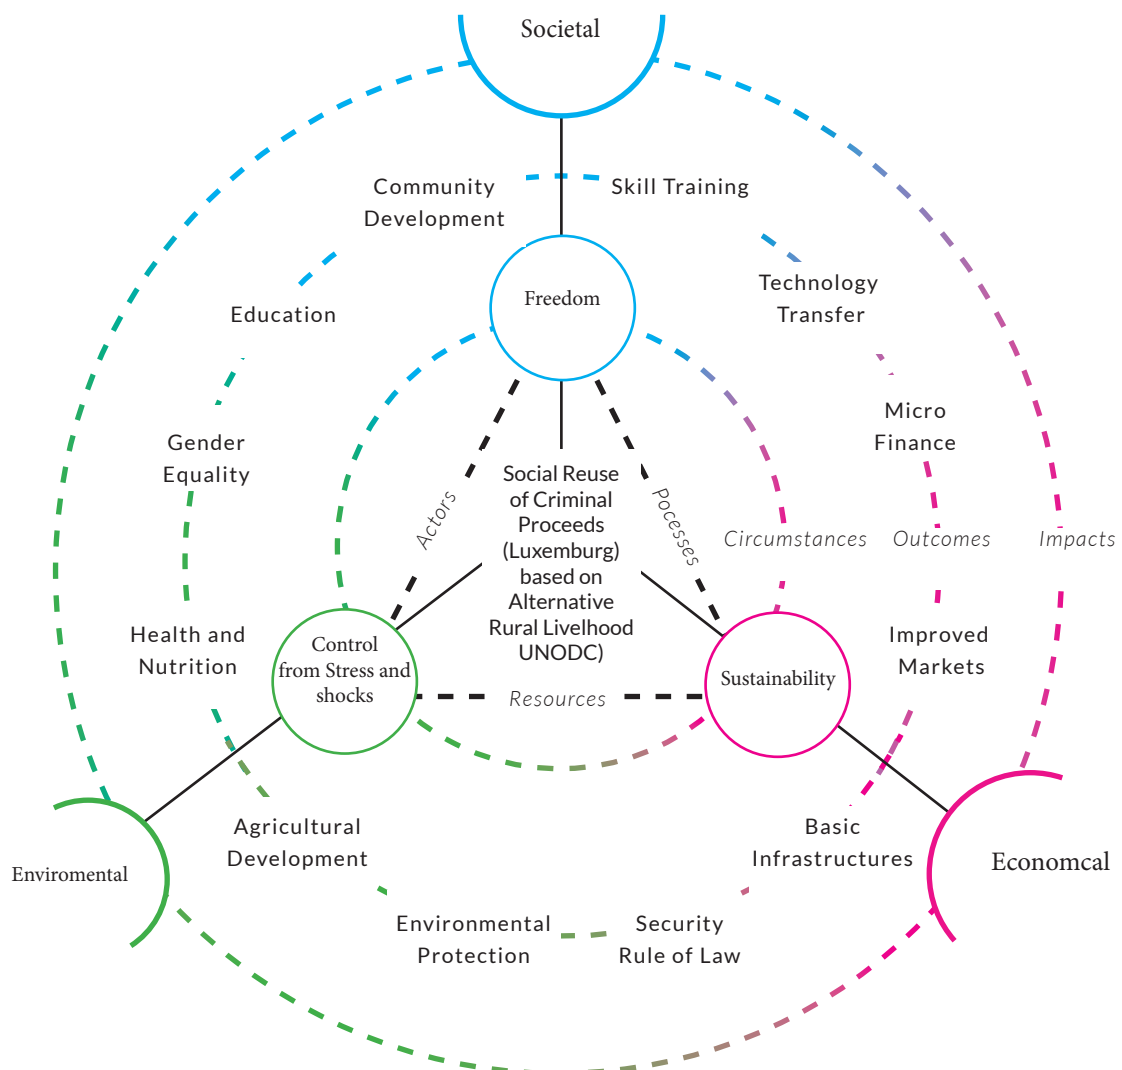 Societal
Community
Development
Skill Training
Freedom
Technology
Transfer
Education
Micro
Finance
Gender
Equality
Social Reuse
of Criminal
Proceeds
(Luxemburg)
based on
Alternative
Rural Livelhood
UNODC)
Actors
Pocesses
Circumstances
Outcomes
Impacts
Health and
Nutrition
Control
from Stress and
shocks
Improved
Markets
Sustainability
Resources
Agricultural
Development
Basic
Infrastructures
Enviromental
Economcal
Environmental
Protection
Security
Rule of Law